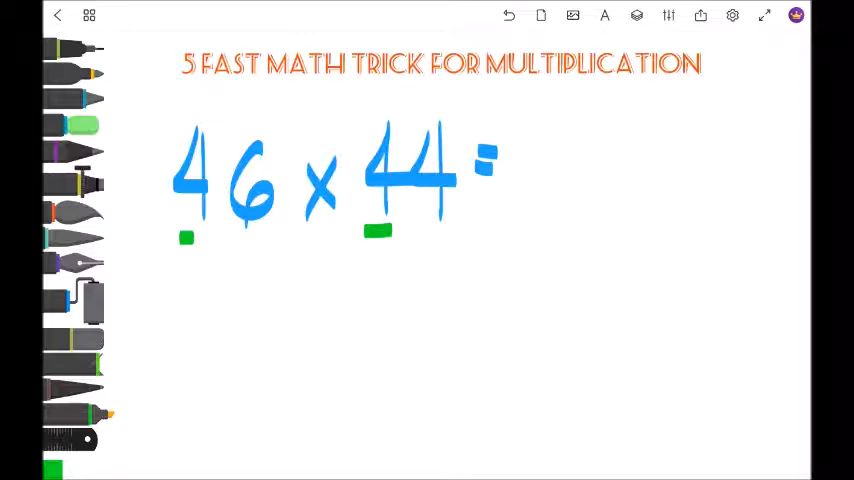 5 FAST MATH TRICK FOR MULTIPLICATION
46 x 44 =